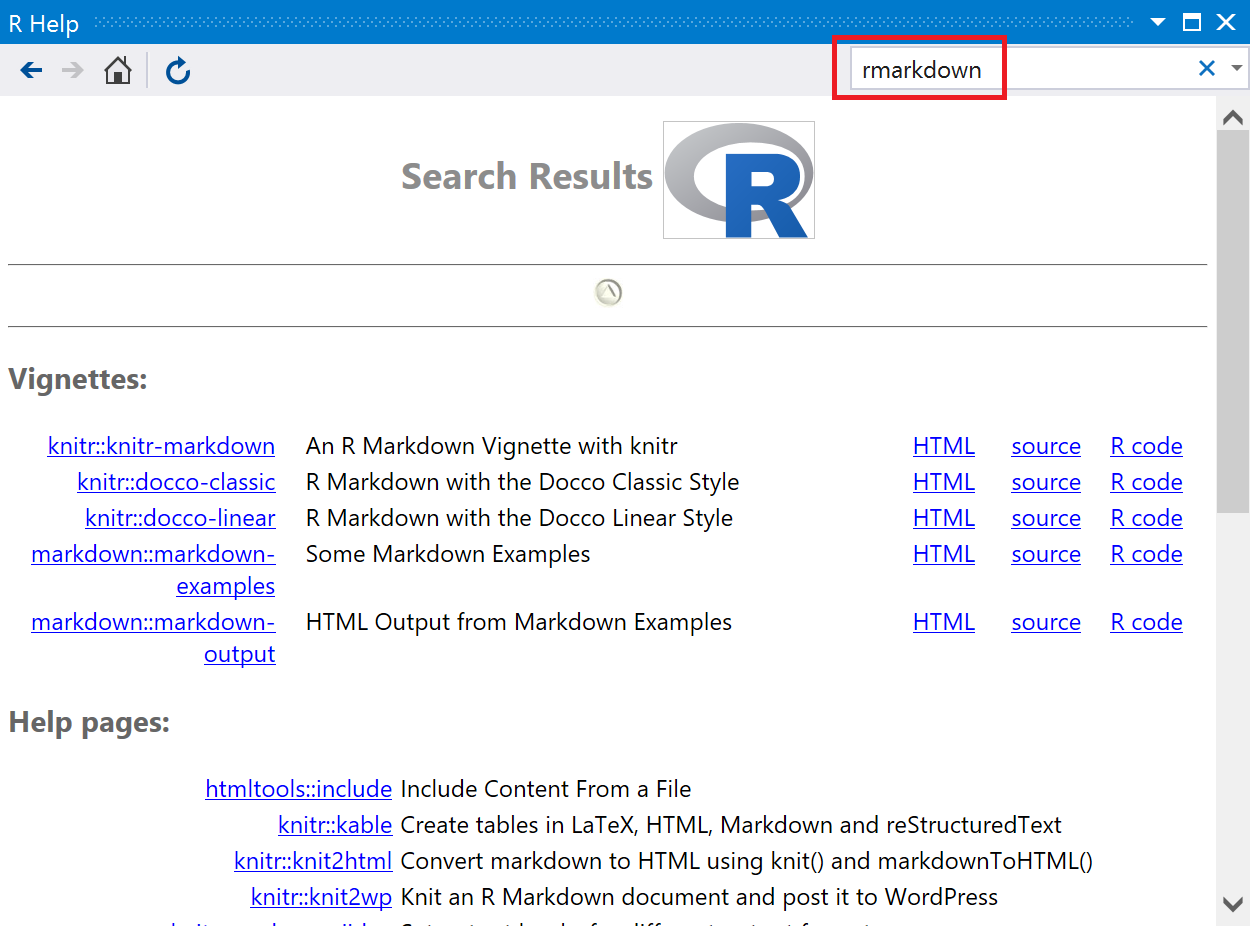 R Help
rmarkdown
Search Results
R
Vignettes:
knitr::knitr-markdown An R Markdown Vignette with knitr HTML source R code
knitr::docco-classic R Markdown with the Docco Classic Style HTML source R code
knitr::docco-linear R Markdown with the Docco Linear Style HTML source R code
markdown::markdown- Some Markdown Examples HTML source R code
examples
markdown::markdown- HTML Output from Markdown Examples HTML source R code
output
Help pages:
htmltools::include Include Content From a File
knitr::kable Create tables in LaTeX, HTML, Markdown and reStructuredText
knitr::knit2html Convert markdown to HTML using knit() and markdownToHTML()
knitr::knit2wp Knit an R Markdown document and post it to WordPress